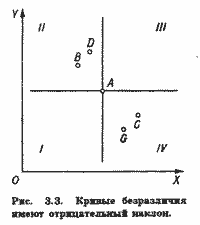 Y
II
III
D
B
A
C
G
I
IV
O
X
Рис. 3.3. Кривые безразличия
имеют отрицательный наклон.